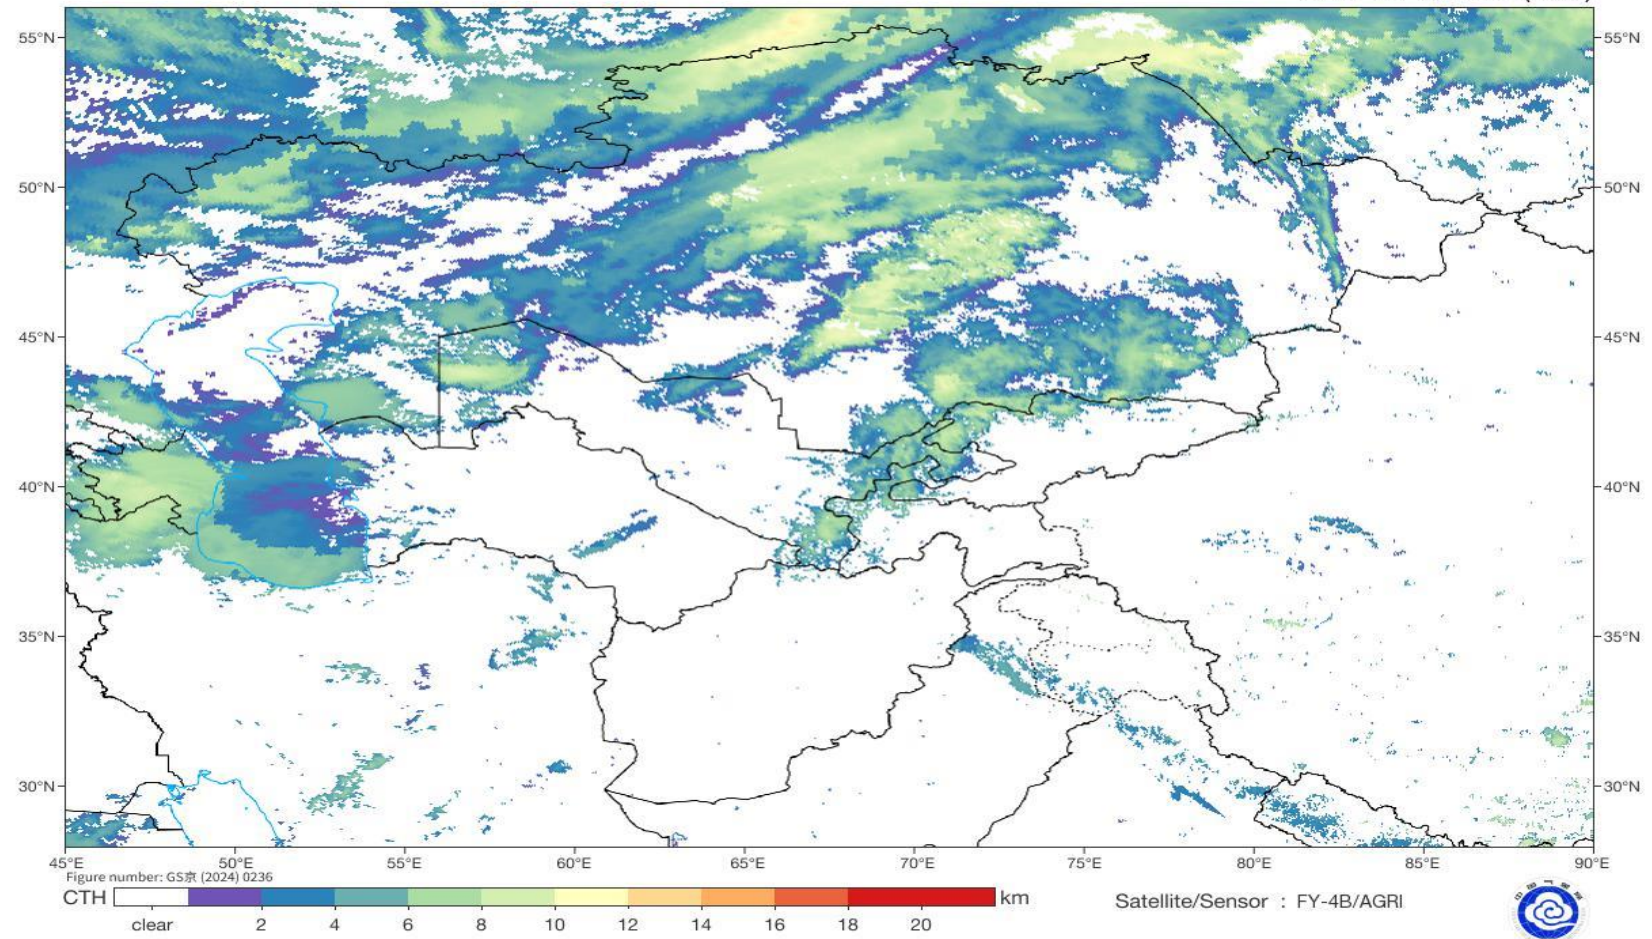 55°N 55°N
50°N 50°N
45°N 45°N
40°N 40°N
35°N 35°N
30°N 30°N
45°E 50°E 55°E 60°E 65°E 70°E 75°E 80°E 85°E 90°E
Figure number: GS京 (2024) 0236
CTH km
clear 2 4 6 8 10 12 14 16 18 20
Satellite/Sensor : FY-4B/AGRI